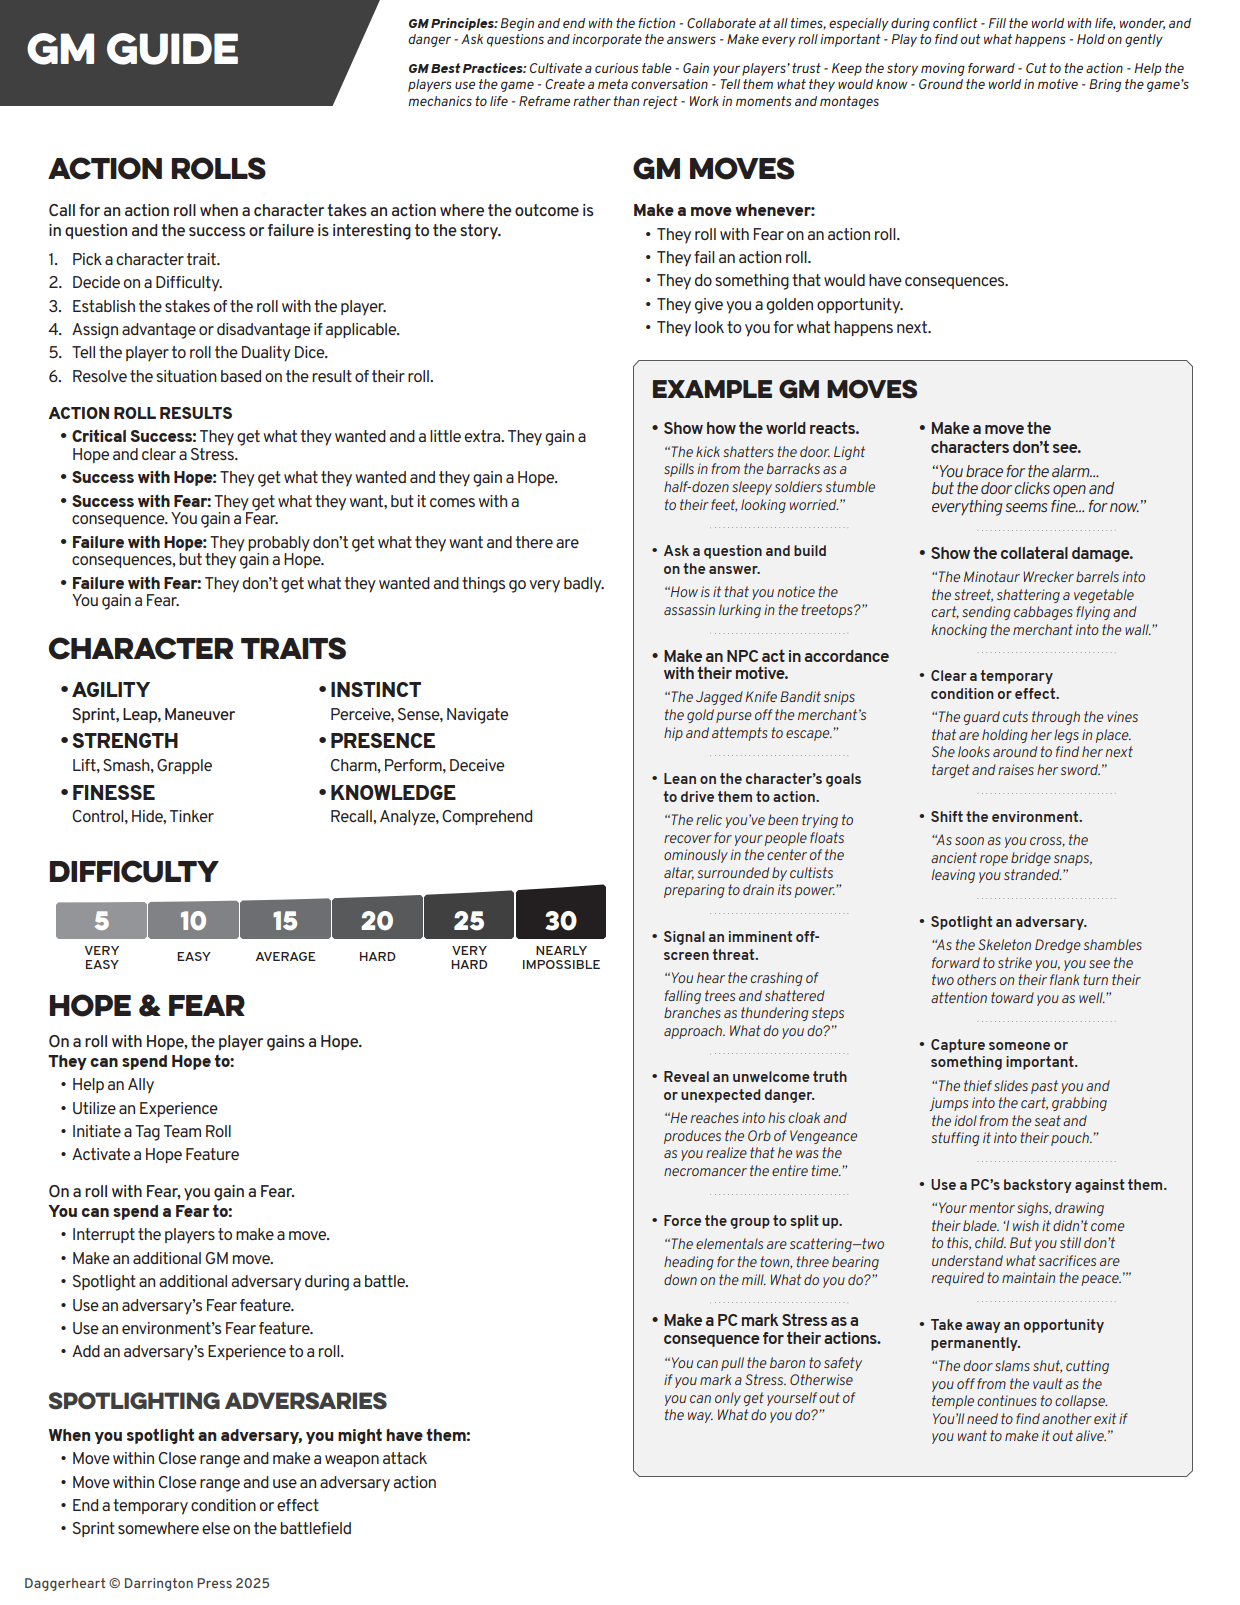 GM GUIDE
GM Principles: Begin and end with the fiction - Collaborate at all times, especially during conflict - Fill the world with life, wonder, and
danger - Ask questions and incorporate the answers - Make every roll important - Play to find out what happens - Hold on gently
GM Best Practices: Cultivate a curious table - Gain your players’ trust - Keep the story moving forward - Cut to the action - Help the
players use the game - Create a meta conversation - Tell them what they would know - Ground the world in motive - Bring the game’s
mechanics to life - Reframe rather than reject - Work in moments and montages
ACTION ROLLS
Call for an action roll when a character takes an action where the outcome is
in question and the success or failure is interesting to the story.
1. Pick a character trait.
2. Decide on a Difficulty.
3. Establish the stakes of the roll with the player.
4. Assign advantage or disadvantage if applicable.
5. Tell the player to roll the Duality Dice.
6. Resolve the situation based on the result of their roll.
ACTION ROLL RESULTS
• Critical Success: They get what they wanted and a little extra. They gain a
Hope and clear a Stress.
• Success with Hope: They get what they wanted and they gain a Hope.
• Success with Fear: They get what they want, but it comes with a
consequence. You gain a Fear.
• Failure with Hope: They probably don’t get what they want and there are
consequences, but they gain a Hope.
• Failure with Fear: They don’t get what they wanted and things go very badly.
You gain a Fear.
CHARACTER TRAITS
• AGILITY
Sprint, Leap, Maneuver
• STRENGTH
Lift, Smash, Grapple
• FINESSE
Control, Hide, Tinker
• INSTINCT
Perceive, Sense, Navigate
• PRESENCE
Charm, Perform, Deceive
• KNOWLEDGE
Recall, Analyze, Comprehend
DIFFICULTY
5 10 15 20 25 30
VERY
EASY
EASY
AVERAGE
HARD
VERY
HARD
NEARLY
IMPOSSIBLE
HOPE & FEAR
On a roll with Hope, the player gains a Hope.
They can spend Hope to:
• Help an Ally
• Utilize an Experience
• Initiate a Tag Team Roll
• Activate a Hope Feature
On a roll with Fear, you gain a Fear.
You can spend a Fear to:
• Interrupt the players to make a move.
• Make an additional GM move.
• Spotlight an additional adversary during a battle.
• Use an adversary’s Fear feature.
• Use an environment’s Fear feature.
• Add an adversary’s Experience to a roll.
SPOTLIGHTING ADVERSARIES
When you spotlight an adversary, you might have them:
• Move within Close range and make a weapon attack
• Move within Close range and use an adversary action
• End a temporary condition or effect
• Sprint somewhere else on the battlefield
GM MOVES
Make a move whenever:
• They roll with Fear on an action roll.
• They fail an action roll.
• They do something that would have consequences.
• They give you a golden opportunity.
• They look to you for what happens next.
EXAMPLE GM MOVES
• Show how the world reacts.
“The kick shatters the door. Light
spills in from the barracks as a
half-dozen sleepy soldiers stumble
to their feet, looking worried.”
• Ask a question and build
on the answer.
“How is it that you notice the
assassin lurking in the treetops?”
• Make an NPC act in accordance
with their motive.
“The Jagged Knife Bandit snips
the gold purse off the merchant’s
hip and attempts to escape.”
• Lean on the character’s goals
to drive them to action.
“The relic you’ve been trying to
recover for your people floats
ominously in the center of the
altar, surrounded by cultists
preparing to drain its power.”
• Signal an imminent off-
screen threat.
“You hear the crashing of
falling trees and shattered
branches as thundering steps
approach. What do you do?”
• Reveal an unwelcome truth
or unexpected danger.
“He reaches into his cloak and
produces the Orb of Vengeance
as you realize that he was the
necromancer the entire time.”
• Force the group to split up.
“The elementals are scattering—two
heading for the town, three bearing
down on the mill. What do you do?”
• Make a PC mark Stress as a
consequence for their actions.
“You can pull the baron to safety
if you mark a Stress. Otherwise
you can only get yourself out of
the way. What do you do?”
• Make a move the
characters don’t see.
“You brace for the alarm...
but the door clicks open and
everything seems fine... for now.”
• Show the collateral damage.
“The Minotaur Wrecker barrels into
the street, shattering a vegetable
cart, sending cabbages flying and
knocking the merchant into the wall.”
• Clear a temporary
condition or effect.
“The guard cuts through the vines
that are holding her legs in place.
She looks around to find her next
target and raises her sword.”
• Shift the environment.
“As soon as you cross, the
ancient rope bridge snaps,
leaving you stranded.”
• Spotlight an adversary.
“As the Skeleton Dredge shambles
forward to strike you, you see the
two others on their flank turn their
attention toward you as well.”
• Capture someone or
something important.
“The thief slides past you and
jumps into the cart, grabbing
the idol from the seat and
stuffing it into their pouch.”
• Use a PC’s backstory against them.
“Your mentor sighs, drawing
their blade. ‘I wish it didn’t come
to this, child. But you still don’t
understand what sacrifices are
required to maintain the peace.’”
• Take away an opportunity
permanently.
“The door slams shut, cutting
you off from the vault as the
temple continues to collapse.
You’ll need to find another exit if
you want to make it out alive.”
Daggerheart © Darrington Press 2025